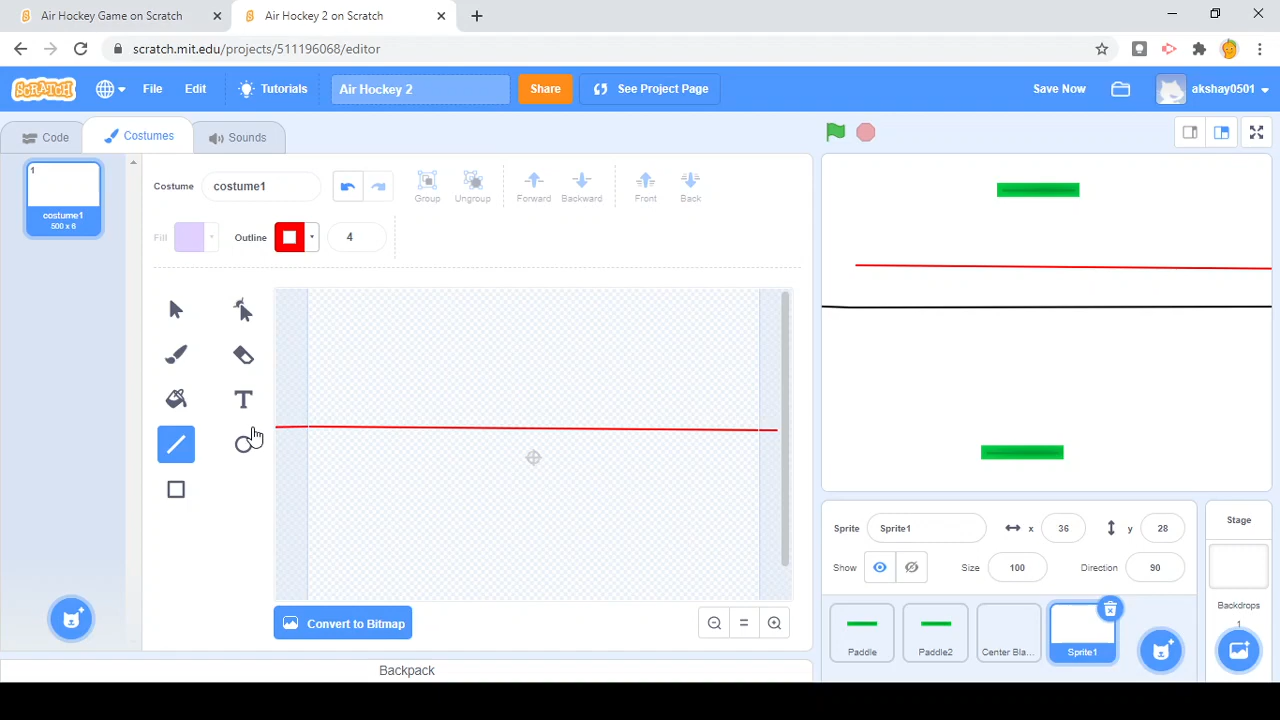 Air Hockey Game on Scratch
Air Hockey 2 on Scratch
scratch.mit.edu/projects/511196068/editor
SCRATCH
File
Edit
Tutorials
Air Hockey 2
Share
See Project Page
Save Now
akshay0501
Code
Costumes
Sounds
1
costume1
500 x 6
Costume
costume1
Group
Ungroup
Forward
Backward
Front
Back
Fill
Outline
4
T
Convert to Bitmap
Backpack
Sprite
Sprite1
x
36
y
28
Show
Size
100
Direction
90
Paddle
Paddle2
Center Bla...
Sprite1
Stage
Backdrops
1